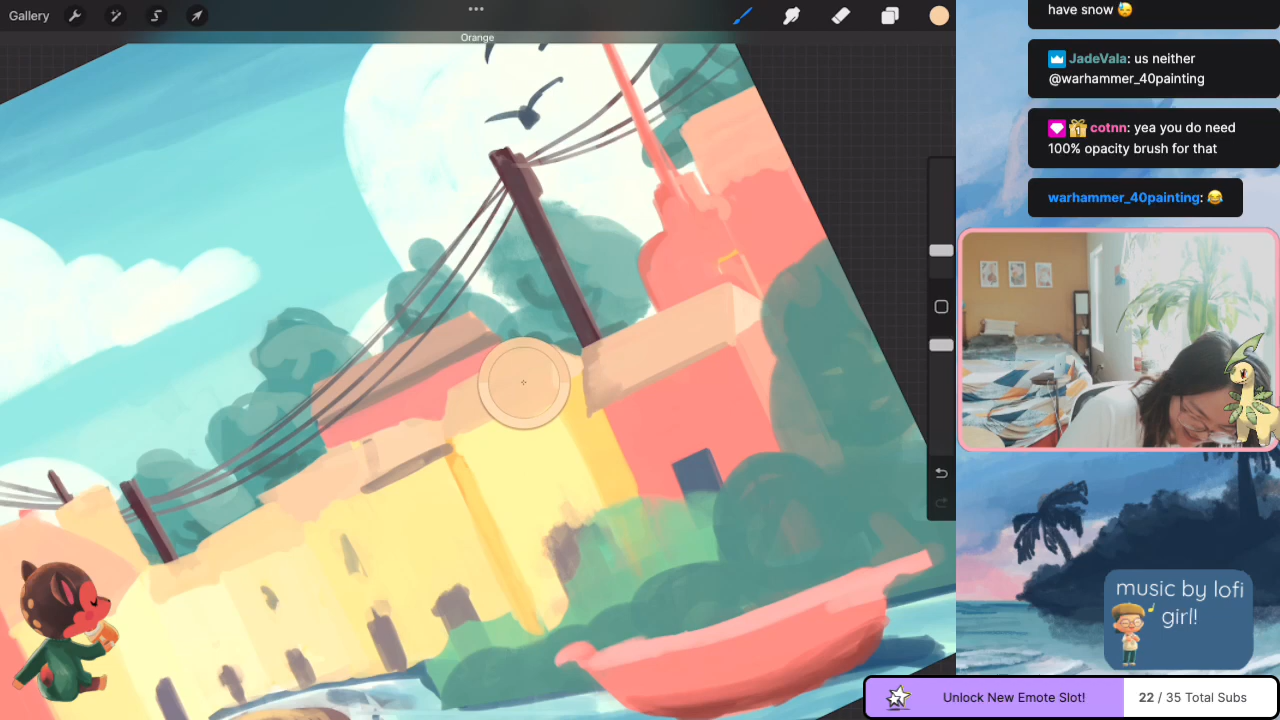 Gallery
Orange
have snow 😓
JadeVala: us neither
@warhammer_40painting
1 cotnn: yea you do need
100% opacity brush for that
warhammer_40painting: 😂
music by lofi
girl!
Unlock New Emote Slot!
22 / 35 Total Subs